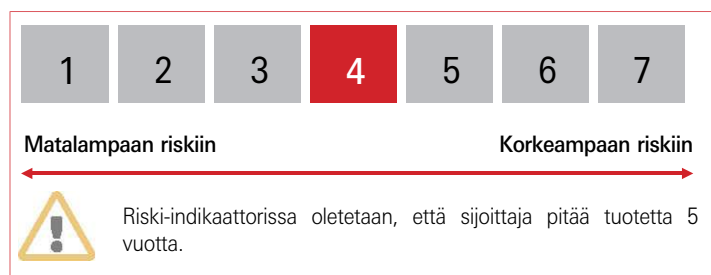 1 2 3 4 5 6 7
Matalampaan riskiin Korkeampaan riskiin
Riski-indikaattorissa oletetaan, että sijoittaja pitää tuotetta 5
vuotta.